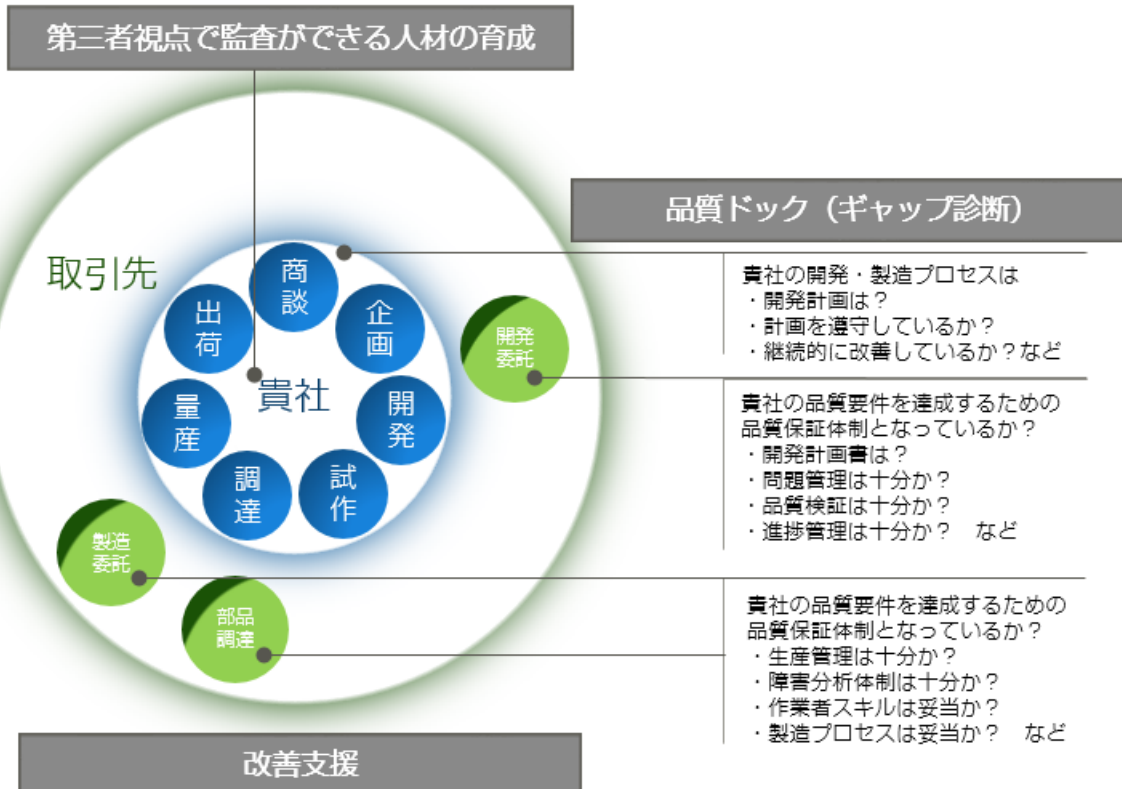 第三者視点で監査ができる人材の育成
品質ドック（ギャップ診断）
取引先
商
談
企
画
開
発
試
作
調
達
量
産
出
荷
貴社
開発
委託
製造
委託
部品
調達
貴社の開発・製造プロセスは
・開発計画は？
・計画を遵守しているか？
・継続的に改善しているか？など
貴社の品質要件を達成するための
品質保証体制となっているか？
・開発計画書は？
・問題管理は十分か？
・品質検証は十分か？
・進捗管理は十分か？　など
貴社の品質要件を達成するための
品質保証体制となっているか？
・生産管理は十分か？
・障害分析体制は十分か？
・作業者スキルは妥当か？
・製造プロセスは妥当か？　など
改善支援